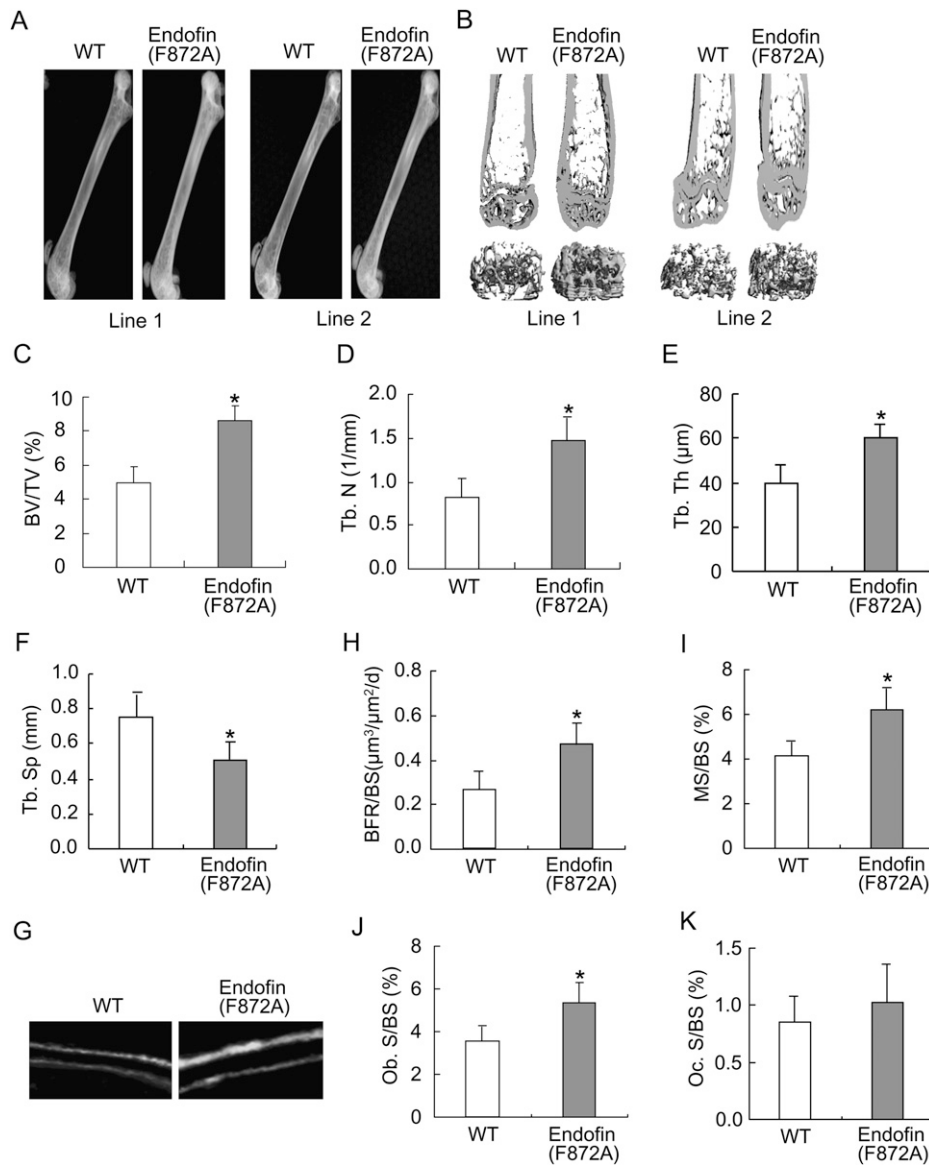 A
WT
Endofin
(F872A)
WT
Endofin
(F872A)
Line 1
Line 2
B
WT
Endofin
(F872A)
WT
Endofin
(F872A)
Line 1
Line 2
C
BV/TV (%)
10
8
6
4
2
0
*
WT
Endofin
(F872A)
D
Tb. N (1/mm)
2.0
1.5
1.0
0.5
0.0
*
WT
Endofin
(F872A)
E
Tb. Th (µm)
80
60
40
20
0
*
WT
Endofin
(F872A)
F
Tb. Sp (mm)
1.0
0.8
0.6
0.4
0.2
0.0
*
WT
Endofin
(F872A)
H
BFR/BS(µm³/µm²/d)
0.8
0.6
0.4
0.2
0.0
*
WT
Endofin
(F872A)
I
MS/BS (%)
8
6
4
2
0
*
WT
Endofin
(F872A)
G
WT
Endofin
(F872A)
J
Ob. S/BS (%)
8
6
4
2
0
*
WT
Endofin
(F872A)
K
Oc. S/BS (%)
1.5
1.0
0.5
0.0
WT
Endofin
(F872A)